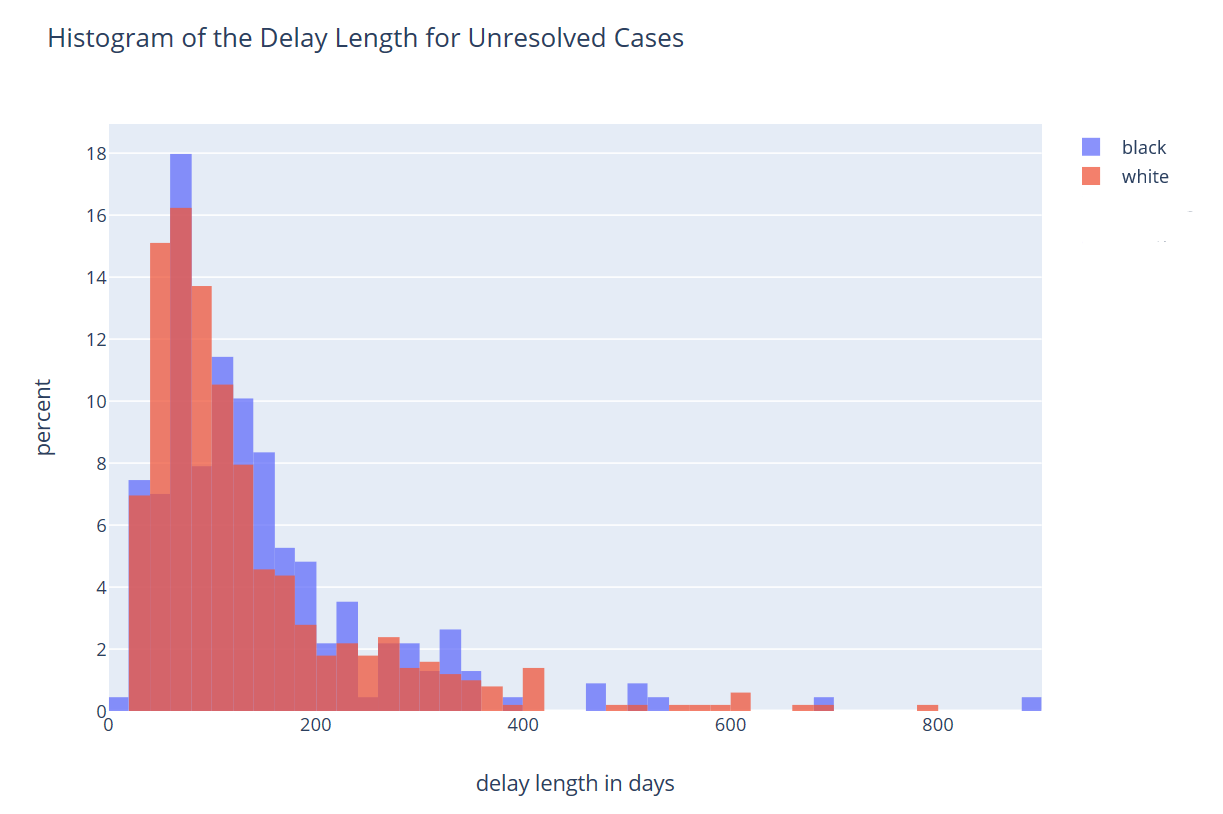 Histogram of the Delay Length for Unresolved Cases
black
white
18
16
14
12
10
8
6
4
2
0
percent
0 200 400 600 800
delay length in days